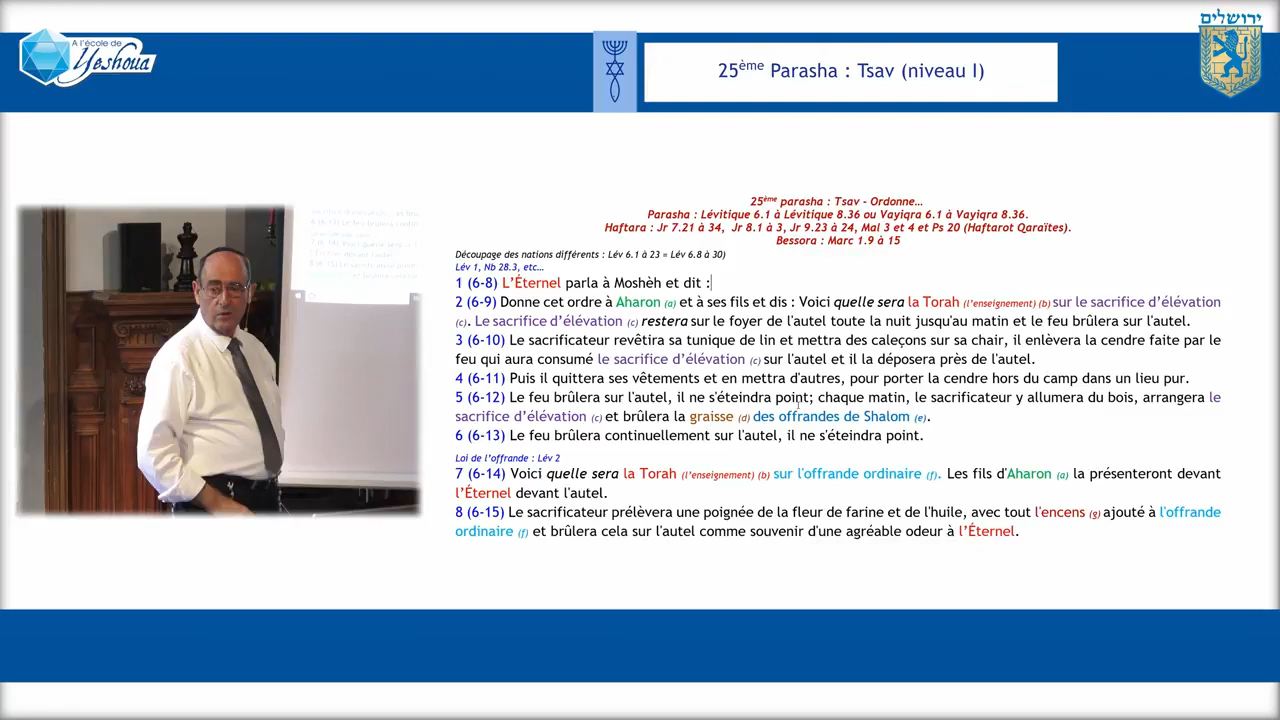 A l'école de
Yeshoua
25ème Parasha : Tsav (niveau I)
ירושלים
25ème parasha : Tsav - Ordonne…
Parasha : Lévitique 6.1 à Lévitique 8.36 ou Vayiqra 6.1 à Vayiqra 8.36.
Haftara : Jr 7.21 à 34, Jr 8.1 à 3, Jr 9.23 à 24, Mal 3 et 4 et Ps 20 (Haftarot Qaraïtes).
Bessora : Marc 1.9 à 15
Découpage des nations différents : Lév 6.1 à 23 = Lév 6.8 à 30)
Lév 1, Nb 28.3, etc…
1 (6-8) L'Éternel parla à Moshèh et dit :
2 (6-9) Donne cet ordre à Aharon (a) et à ses fils et dis : Voici quelle sera la Torah (l'enseignement) (b) sur le sacrifice d'élévation
(c). Le sacrifice d'élévation (c) restera sur le foyer de l'autel toute la nuit jusqu'au matin et le feu brûlera sur l'autel.
3 (6-10) Le sacrificateur revêtira sa tunique de lin et mettra des caleçons sur sa chair, il enlèvera la cendre faite par le
feu qui aura consumé le sacrifice d'élévation (c) sur l'autel et il la déposera près de l'autel.
4 (6-11) Puis il quittera ses vêtements et en mettra d'autres, pour porter la cendre hors du camp dans un lieu pur.
5 (6-12) Le feu brûlera sur l'autel, il ne s'éteindra point; chaque matin, le sacrificateur y allumera du bois, arrangera le
sacrifice d'élévation (c) et brûlera la graisse (d) des offrandes de Shalom (e).
6 (6-13) Le feu brûlera continuellement sur l'autel, il ne s'éteindra point.
Loi de l'offrande : Lév 2
7 (6-14) Voici quelle sera la Torah (l'enseignement) (b) sur l'offrande ordinaire (f). Les fils d'Aharon (a) la présenteront devant
l'Éternel devant l'autel.
8 (6-15) Le sacrificateur prélèvera une poignée de la fleur de farine et de l'huile, avec tout l'encens (g) ajouté à l'offrande
ordinaire (f) et brûlera cela sur l'autel comme souvenir d'une agréable odeur à l'Éternel.